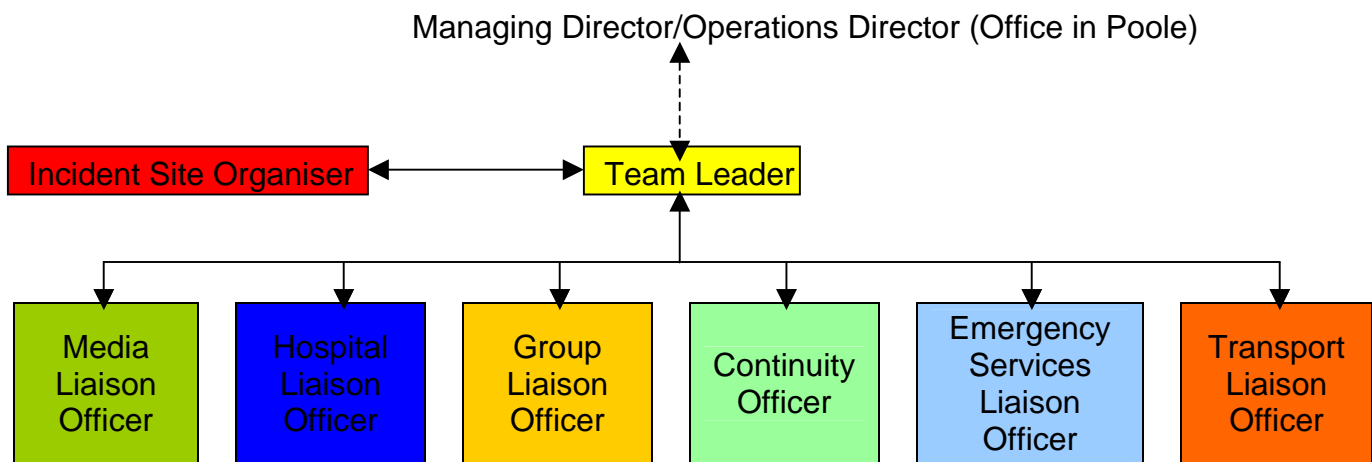 Managing Director/Operations Director (Office in Poole)
Incident Site Organiser
Team Leader
Media
Liaison
Officer
Hospital
Liaison
Officer
Group
Liaison
Officer
Continuity
Officer
Emergency
Services
Liaison
Officer
Transport
Liaison
Officer